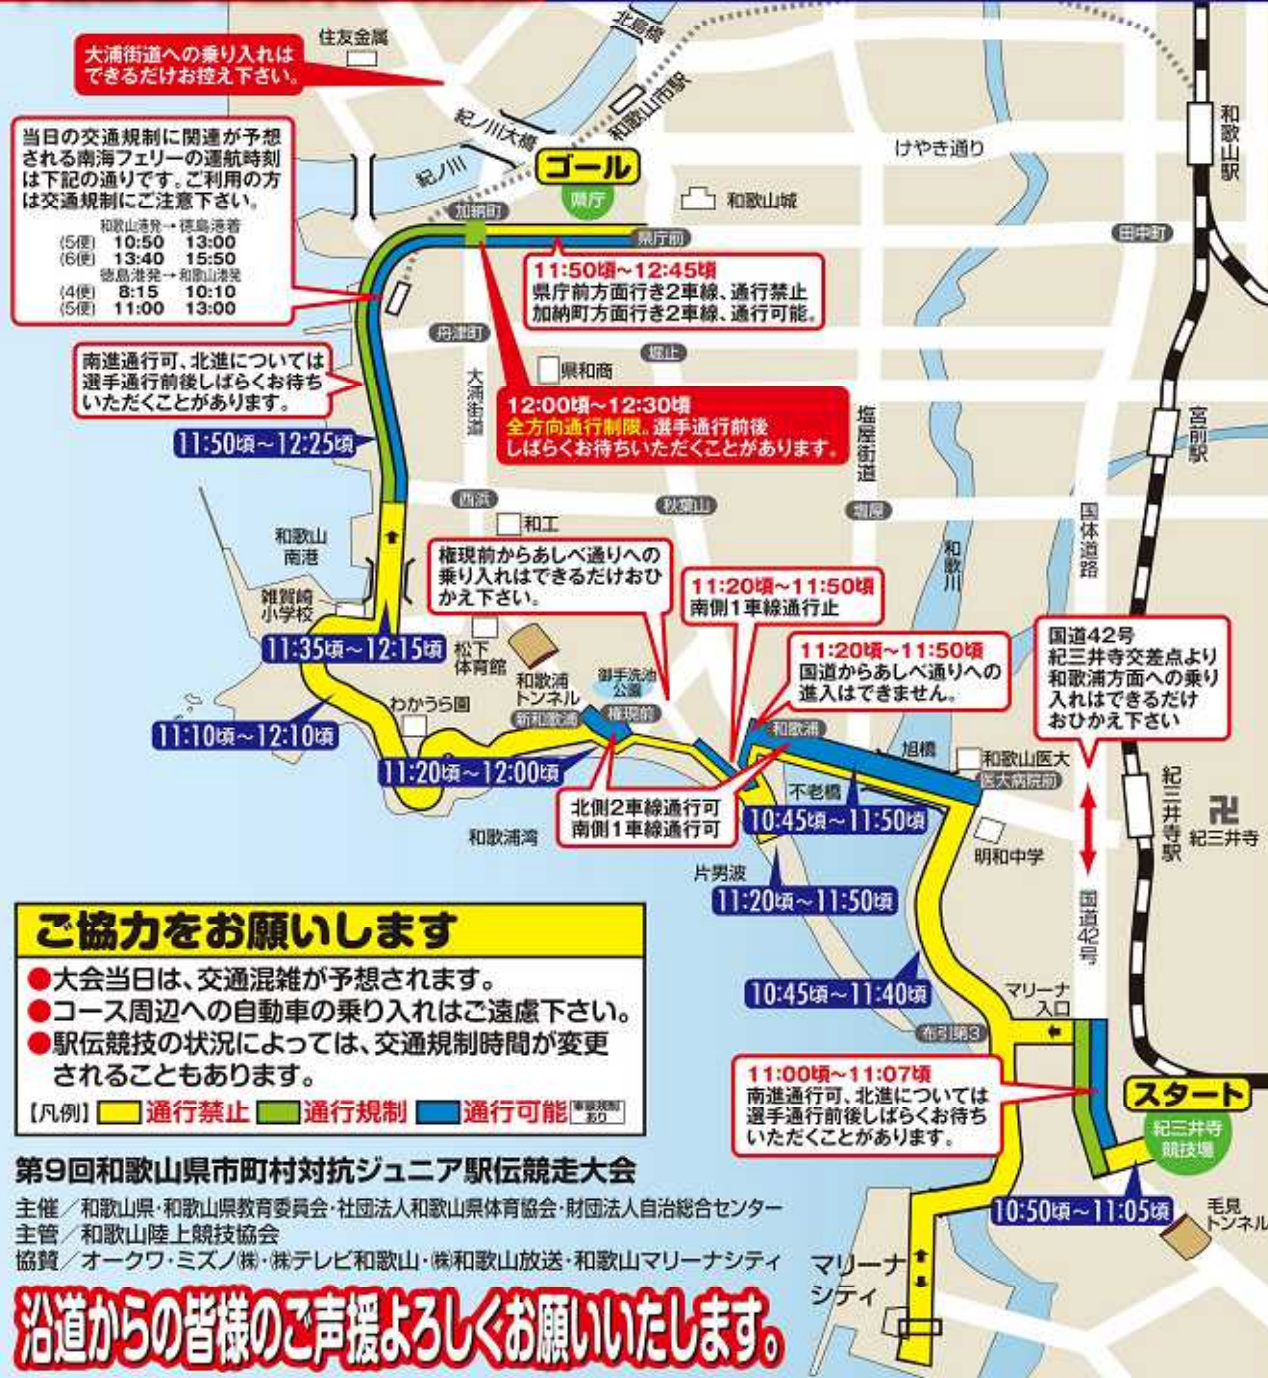 北島橋
住友金属
大浦街道への乗り入れは
できるだけお控え下さい。
和歌山市駅
紀ノ川大橋
和歌山駅
けやき通り
当日の交通規制に関連が予想
される南海フェリーの運航時刻
は下記の通りです。ご利用の方
は交通規制にご注意下さい。
和歌山港発→徳島港着
(5便) 10:50 13:00
(6便) 13:40 15:50
徳島港発→和歌山港発
(4便) 8:15 10:10
(5便) 11:00 13:00
紀ノ川
ゴール
県庁
和歌山城
加納町
県庁前
田中町
11:50頃～12:45頃
県庁前方面行き2車線、通行禁止
加納町方面行き2車線、通行可能。
舟津町
堀止
南進通行可、北進については
選手通行前後しばらくお待ち
いただくことがあります。
県和商
大浦街道
12:00頃～12:30頃
全方向通行制限。選手通行前後
しばらくお待ちいただくことがあります。
塩屋街道
宮前駅
11:50頃～12:25頃
西浜
秋葉山
塩屋
国体道路
和歌山
南港
和工
和歌川
権現前からあしべ通りへの
乗り入れはできるだけおひ
かえ下さい。
11:20頃～11:50頃
南側1車線通行止
雑賀崎
小学校
11:35頃～12:15頃
松下
体育館
国道42号
紀三井寺交差点より
和歌浦方面への乗り
入れはできるだけ
おひかえ下さい
11:20頃～11:50頃
国道からあしべ通りへの
進入はできません。
和歌浦
トンネル
御手洗池
公園
わかうら園
新和歌浦
権現前
和歌浦
11:10頃～12:10頃
旭橋
和歌山医大
医大病院前
11:20頃～12:00頃
不老橋
紀三井寺駅
卍
紀三井寺
北側2車線通行可
南側1車線通行可
10:45頃～11:50頃
和歌浦湾
明和中学
片男波
11:20頃～11:50頃
国道42号
ご協力をお願いします
●大会当日は、交通混雑が予想されます。
●コース周辺への自動車の乗り入れはご遠慮下さい。
●駅伝競技の状況によっては、交通規制時間が変更
されることもあります。
【凡例】 通行禁止 通行規制 通行可能 車線規制あり
10:45頃～11:40頃
マリーナ
入口
布引第3
11:00頃～11:07頃
南進通行可、北進については
選手通行前後しばらくお待ち
いただくことがあります。
スタート
紀三井寺
競技場
10:50頃～11:05頃
毛見
トンネル
マリーナ
シティ
第9回和歌山県市町村対抗ジュニア駅伝競走大会
主催／和歌山県・和歌山県教育委員会・社団法人和歌山県体育協会・財団法人自治総合センター
主管／和歌山陸上競技協会
協賛／オークワ・ミズノ㈱・㈱テレビ和歌山・㈱和歌山放送・和歌山マリーナシティ
沿道からの皆様のご声援よろしくお願いいたします。